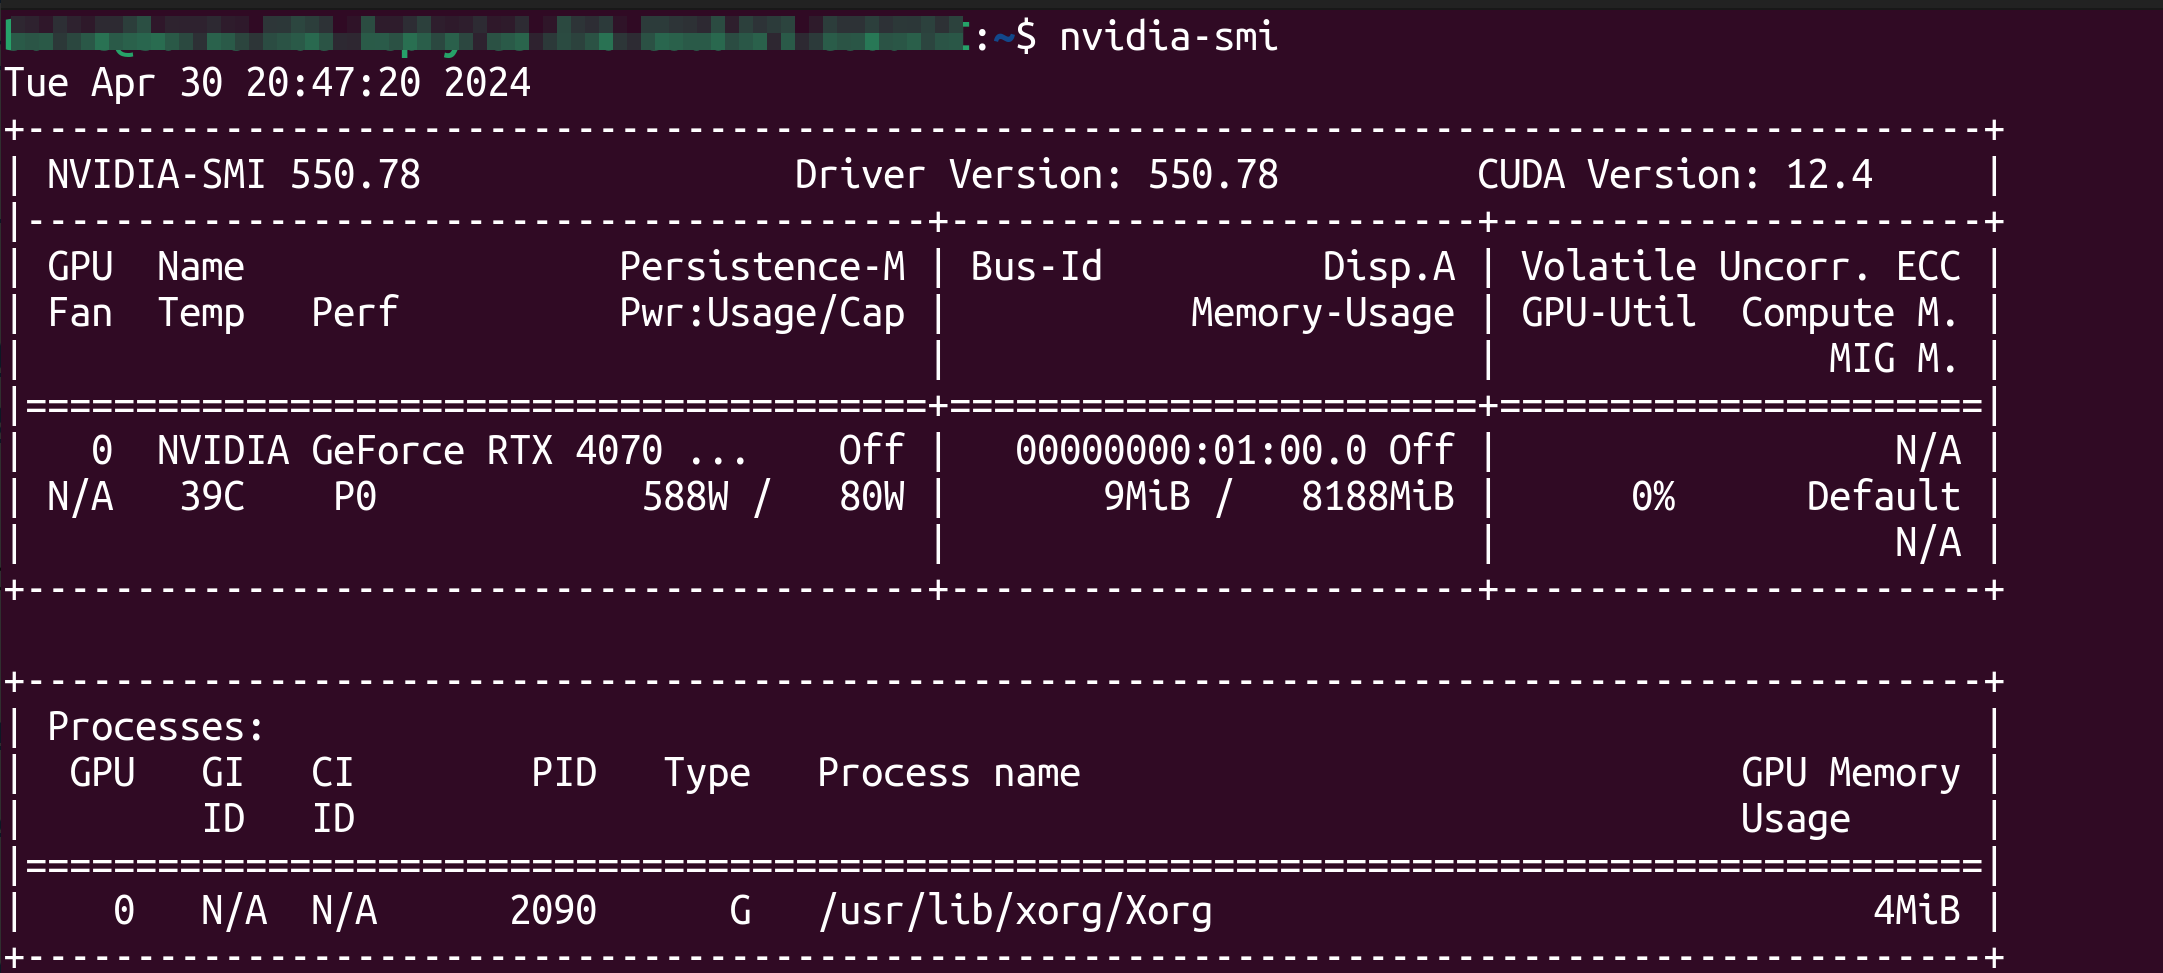 :~$ nvidia-smi
Tue Apr 30 20:47:20 2024
+-----------------------------------------------------------------------------------------+
| NVIDIA-SMI 550.78                 Driver Version: 550.78         CUDA Version: 12.4     |
|-----------------------------------------+------------------------+----------------------+
| GPU  Name                 Persistence-M | Bus-Id          Disp.A | Volatile Uncorr. ECC |
| Fan  Temp   Perf          Pwr:Usage/Cap |           Memory-Usage | GPU-Util  Compute M. |
|                                         |                        |               MIG M. |
|=========================================+========================+======================|
|   0  NVIDIA GeForce RTX 4070 ...    Off |   00000000:01:00.0 Off |                  N/A |
| N/A   39C    P0            588W /   80W |       9MiB /   8188MiB |      0%      Default |
|                                         |                        |                  N/A |
+-----------------------------------------+------------------------+----------------------+
+-----------------------------------------------------------------------------------------+
| Processes:                                                                              |
|  GPU   GI   CI        PID   Type   Process name                              GPU Memory |
|        ID   ID                                                               Usage      |
|=========================================================================================|
|    0   N/A  N/A      2090      G   /usr/lib/xorg/Xorg                              4MiB |
+-----------------------------------------------------------------------------------------+